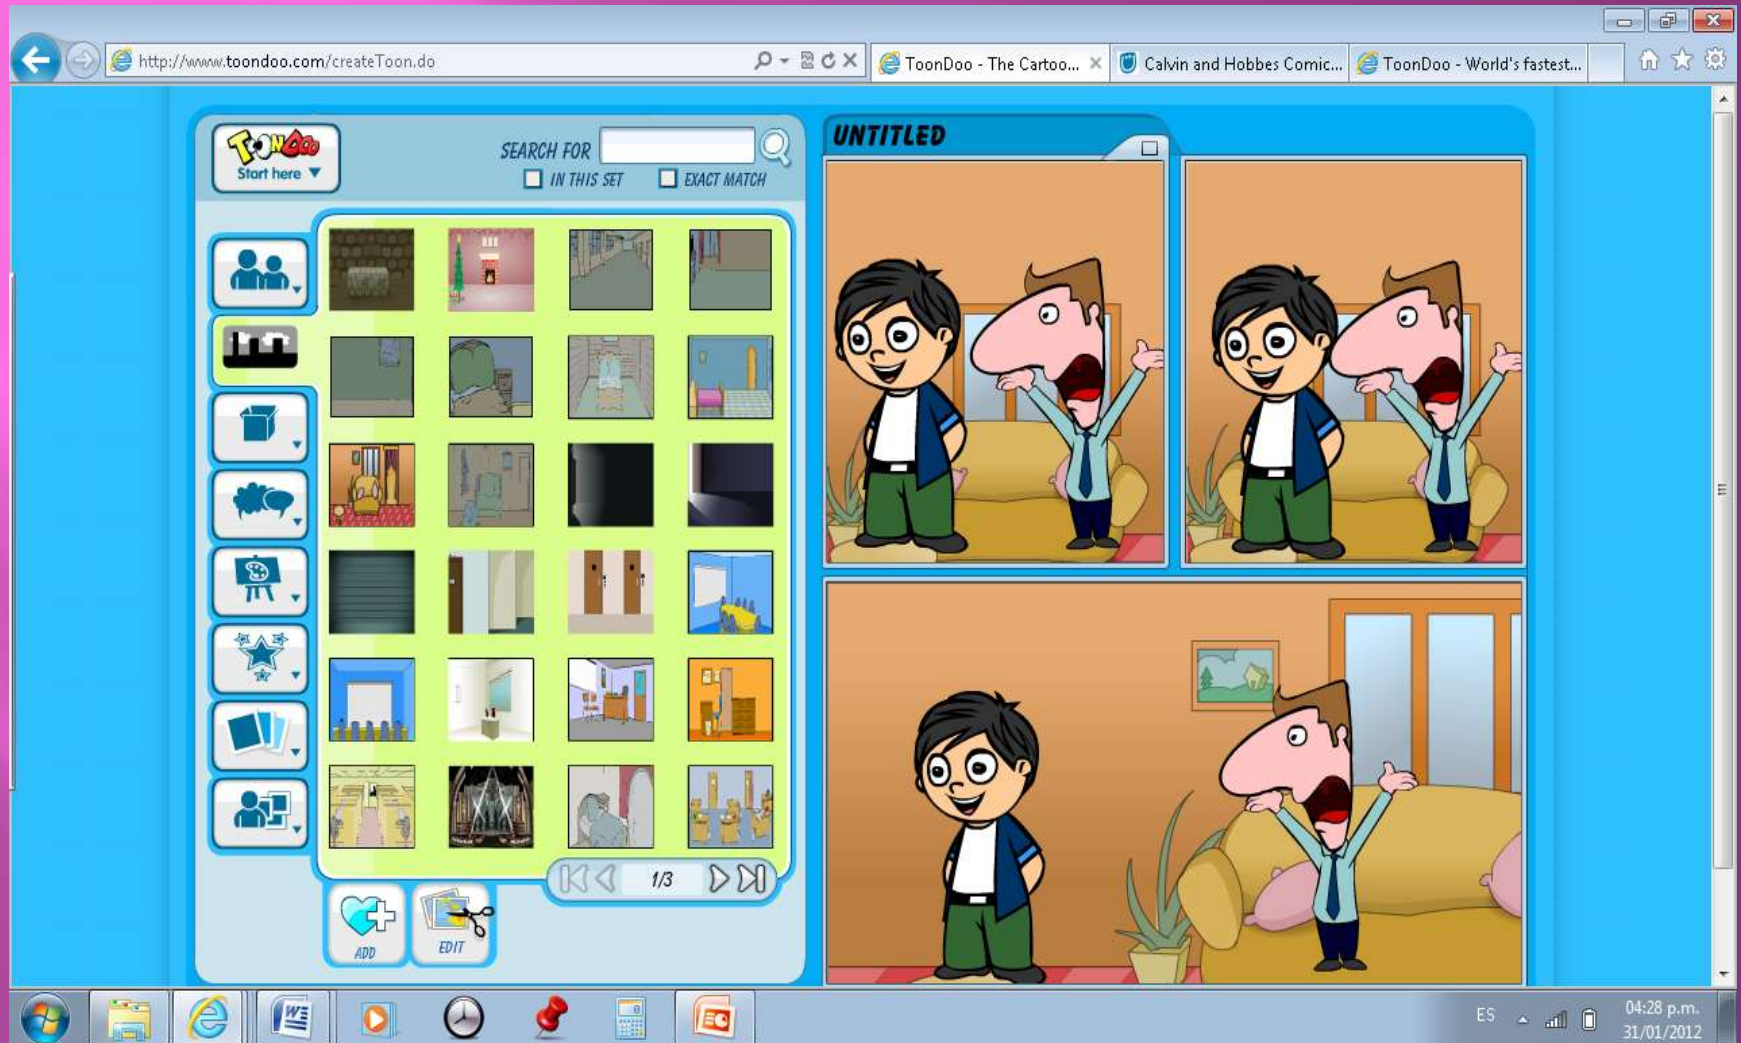 http://www.toondoo.com/createToon.do
ToonDoo - The Cartoo...
Calvin and Hobbes Comic...
ToonDoo - World's fastest...
TOONDOO
Start here
SEARCH FOR
IN THIS SET
EXACT MATCH
UNTITLED
1/3
ADD
EDIT
ES
04:28 p.m.
31/01/2012